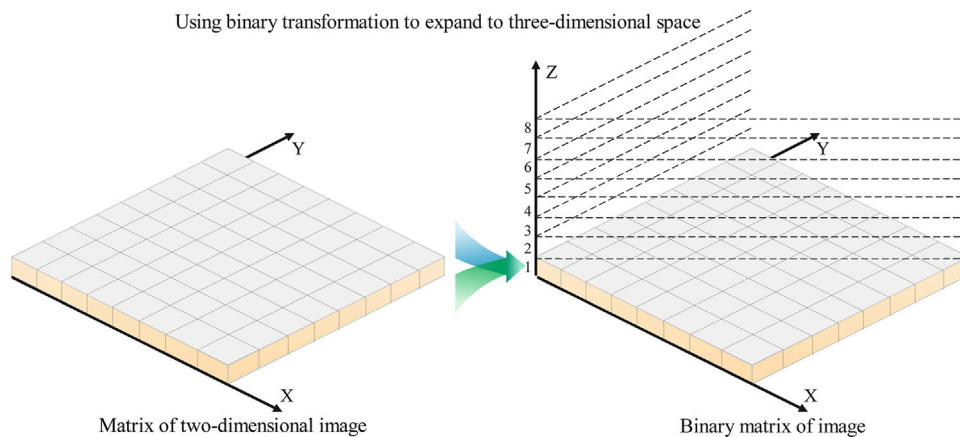 Using binary transformation to expand to three-dimensional space
Z
8
7
6
5
4
3
2
1
Y
Y
X
X
Matrix of two-dimensional image
Binary matrix of image